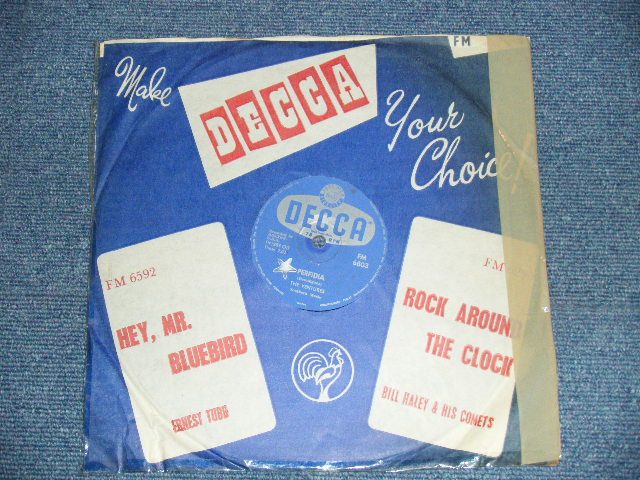 FM
Make
DECCA
Your
Choice!
DECCA
FM
6603
PERFIDIA
THE VENTURES
FM 6592
HEY, MR.
BLUEBIRD
ERNEST TUBB
FM
ROCK AROUND
THE CLOCK
BILL HALEY & HIS COMETS